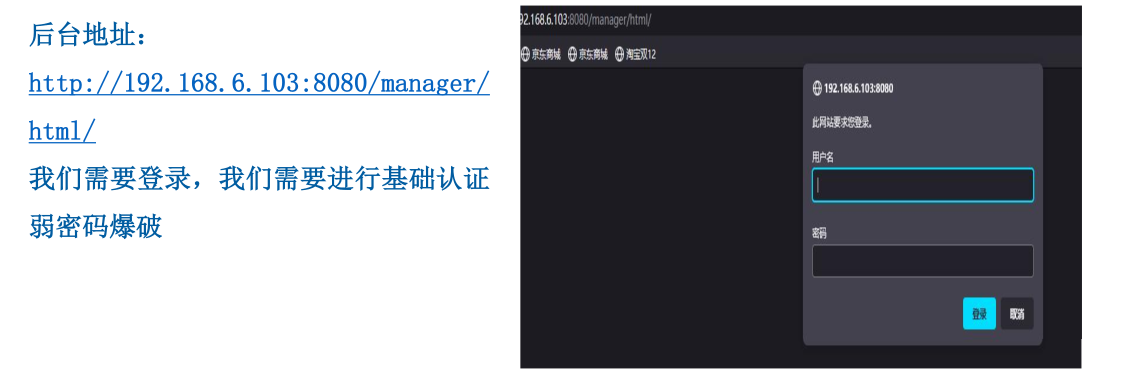 后台地址：
http://192.168.6.103:8080/manager/
html/
我们需要登录，我们需要进行基础认证
弱密码爆破
92.168.6.103:8080/manager/html/
京东商城 京东商城 淘宝双12
192.168.6.103:8080
此网站要求您登录。
用户名
密码
登录 取消